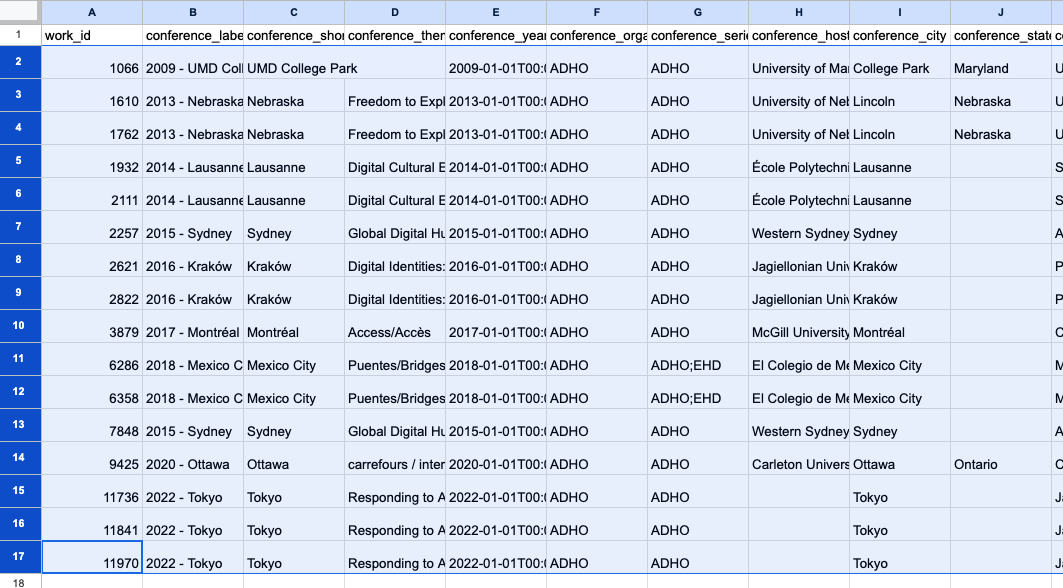 A B C D E F G H I J
1 work_id conference_labe conference_shor conference_then conference_year conference_orga conference_serie conference_host conference_city conference_state
2 1066 2009 - UMD Coll UMD College Park 2009-01-01T00:0 ADHO ADHO University of Mar College Park Maryland U
3 1610 2013 - Nebraska Nebraska Freedom to Expl 2013-01-01T00:0 ADHO ADHO University of Neb Lincoln Nebraska U
4 1762 2013 - Nebraska Nebraska Freedom to Expl 2013-01-01T00:0 ADHO ADHO University of Neb Lincoln Nebraska U
5 1932 2014 - Lausanne Lausanne Digital Cultural E 2014-01-01T00:0 ADHO ADHO École Polytechni Lausanne S
6 2111 2014 - Lausanne Lausanne Digital Cultural E 2014-01-01T00:0 ADHO ADHO École Polytechni Lausanne S
7 2257 2015 - Sydney Sydney Global Digital Hu 2015-01-01T00:0 ADHO ADHO Western Sydney Sydney A
8 2621 2016 - Kraków Kraków Digital Identities: 2016-01-01T00:0 ADHO ADHO Jagiellonian Univ Kraków P
9 2822 2016 - Kraków Kraków Digital Identities: 2016-01-01T00:0 ADHO ADHO Jagiellonian Univ Kraków P
10 3879 2017 - Montréal Montréal Access/Accès 2017-01-01T00:0 ADHO ADHO McGill University Montréal C
11 6286 2018 - Mexico C Mexico City Puentes/Bridges 2018-01-01T00:0 ADHO ADHO;EHD El Colegio de Me Mexico City M
12 6358 2018 - Mexico C Mexico City Puentes/Bridges 2018-01-01T00:0 ADHO ADHO;EHD El Colegio de Me Mexico City M
13 7848 2015 - Sydney Sydney Global Digital Hu 2015-01-01T00:0 ADHO ADHO Western Sydney Sydney A
14 9425 2020 - Ottawa Ottawa carrefours / inter 2020-01-01T00:0 ADHO ADHO Carleton Univers Ottawa Ontario C
15 11736 2022 - Tokyo Tokyo Responding to A 2022-01-01T00:0 ADHO ADHO Tokyo Ja
16 11841 2022 - Tokyo Tokyo Responding to A 2022-01-01T00:0 ADHO ADHO Tokyo Ja
17 11970 2022 - Tokyo Tokyo Responding to A 2022-01-01T00:0 ADHO ADHO Tokyo Ja
18